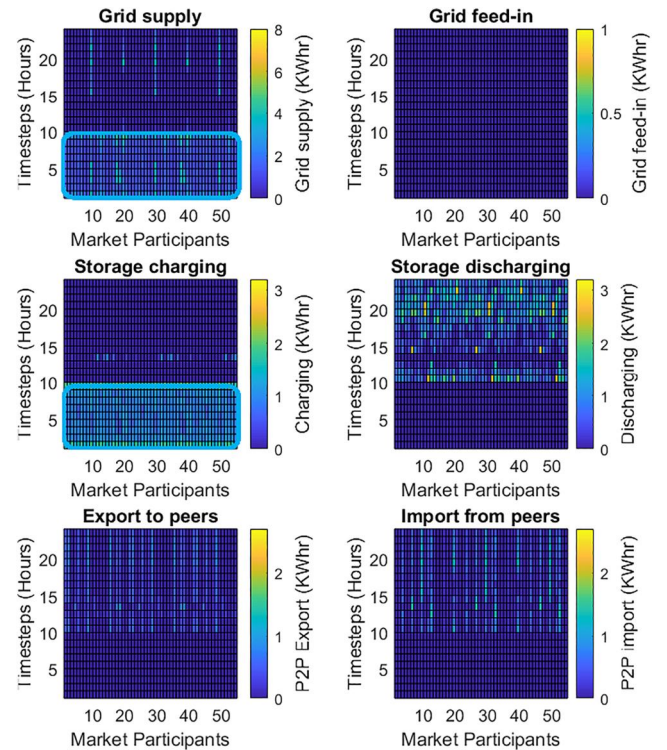 Grid supply
Timesteps (Hours)
20
15
10
5
10 20 30 40 50
Market Participants
8
6
4
2
0
Grid supply (KWhr)
Grid feed-in
Timesteps (Hours)
20
15
10
5
10 20 30 40 50
Market Participants
1
0.5
0
Grid feed-in (KWhr)
Storage charging
Timesteps (Hours)
20
15
10
5
10 20 30 40 50
Market Participants
3
2
1
0
Charging (KWhr)
Storage discharging
Timesteps (Hours)
20
15
10
5
10 20 30 40 50
Market Participants
3
2
1
0
Discharging (KWhr)
Export to peers
Timesteps (Hours)
20
15
10
5
10 20 30 40 50
Market Participants
2
1
0
P2P Export (KWhr)
Import from peers
Timesteps (Hours)
20
15
10
5
10 20 30 40 50
Market Participants
2
1
0
P2P import (KWhr)